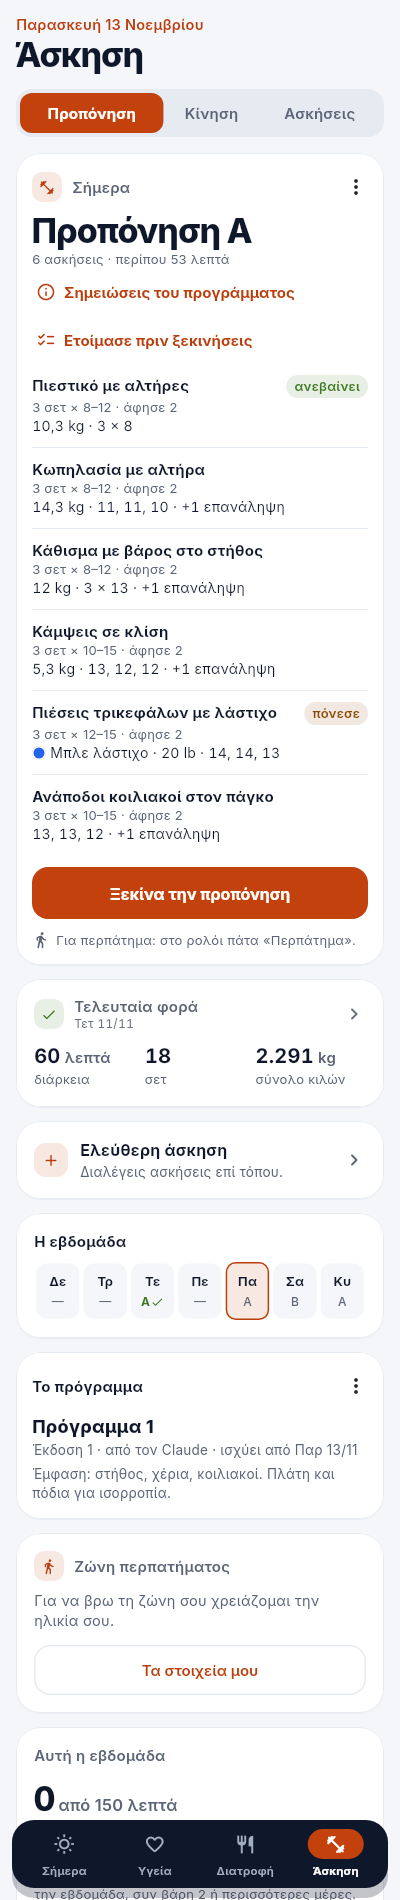 Παρασκευή 13 Νοεμβρίου
Άσκηση
Προπόνηση Κίνηση Ασκήσεις
Σήμερα
Προπόνηση Α
6 ασκήσεις · περίπου 53 λεπτά
Σημειώσεις του προγράμματος
Ετοίμασε πριν ξεκινήσεις
Πιεστικό με αλτήρες ανεβαίνει
3 σετ × 8–12 · άφησε 2
10,3 kg · 3 × 8
Κωπηλασία με αλτήρα
3 σετ × 8–12 · άφησε 2
14,3 kg · 11, 11, 10 · +1 επανάληψη
Κάθισμα με βάρος στο στήθος
3 σετ × 8–12 · άφησε 2
12 kg · 3 × 13 · +1 επανάληψη
Κάμψεις σε κλίση
3 σετ × 10–15 · άφησε 2
5,3 kg · 13, 12, 12 · +1 επανάληψη
Πιέσεις τρικεφάλων με λάστιχο πόνεσε
3 σετ × 12–15 · άφησε 2
Μπλε λάστιχο · 20 lb · 14, 14, 13
Ανάποδοι κοιλιακοί στον πάγκο
3 σετ × 10–15 · άφησε 2
13, 13, 12 · +1 επανάληψη
Ξεκίνα την προπόνηση
Για περπάτημα: στο ρολόι πάτα «Περπάτημα».
Τελευταία φορά
Τετ 11/11
60 λεπτά 18 2.291 kg
διάρκεια σετ σύνολο κιλών
Ελεύθερη άσκηση
Διαλέγεις ασκήσεις επί τόπου.
Η εβδομάδα
Δε Τρ Τε Πε Πα Σα Κυ
— — A — A B A
Το πρόγραμμα
Πρόγραμμα 1
Έκδοση 1 · από τον Claude · ισχύει από Παρ 13/11
Έμφαση: στήθος, χέρια, κοιλιακοί. Πλάτη και
πόδια για ισορροπία.
Ζώνη περπατήματος
Για να βρω τη ζώνη σου χρειάζομαι την
ηλικία σου.
Τα στοιχεία μου
Αυτή η εβδομάδα
0 από 150 λεπτά
Σήμερα Υγεία Διατροφή Άσκηση
την εβδομάδα, συν βάρη 2 ή περισσότερες μέρες.